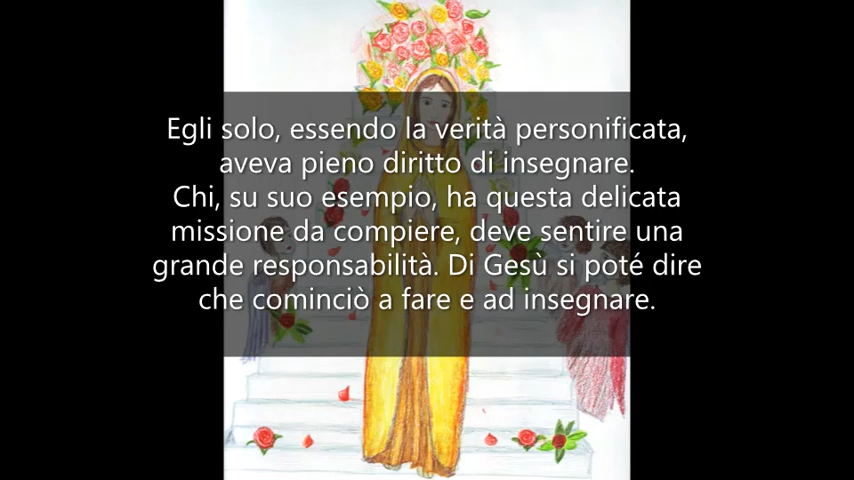 Egli solo, essendo la verità personificata,
aveva pieno diritto di insegnare.
Chi, su suo esempio, ha questa delicata
missione da compiere, deve sentire una
grande responsabilità. Di Gesù si poté dire
che cominciò a fare e ad insegnare.